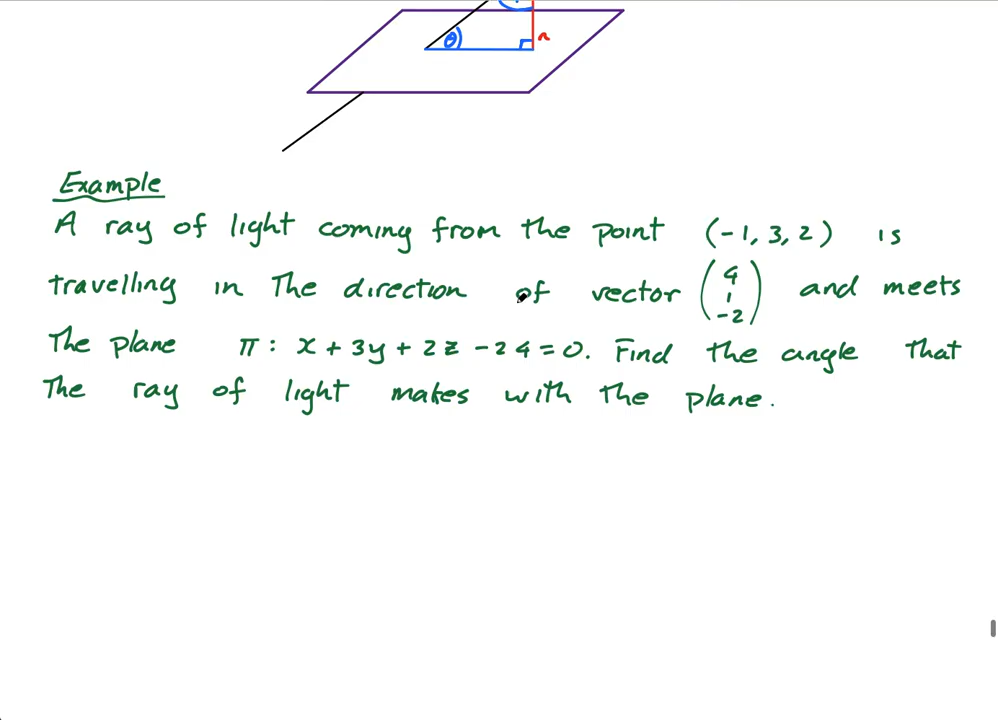 θ
n
Example
A ray of light coming from the point (-1, 3, 2) is
travelling in the direction of vector (4 1 -2) and meets
The plane π: x + 3y + 2z - 24 = 0. Find the angle that
The ray of light makes with the plane.